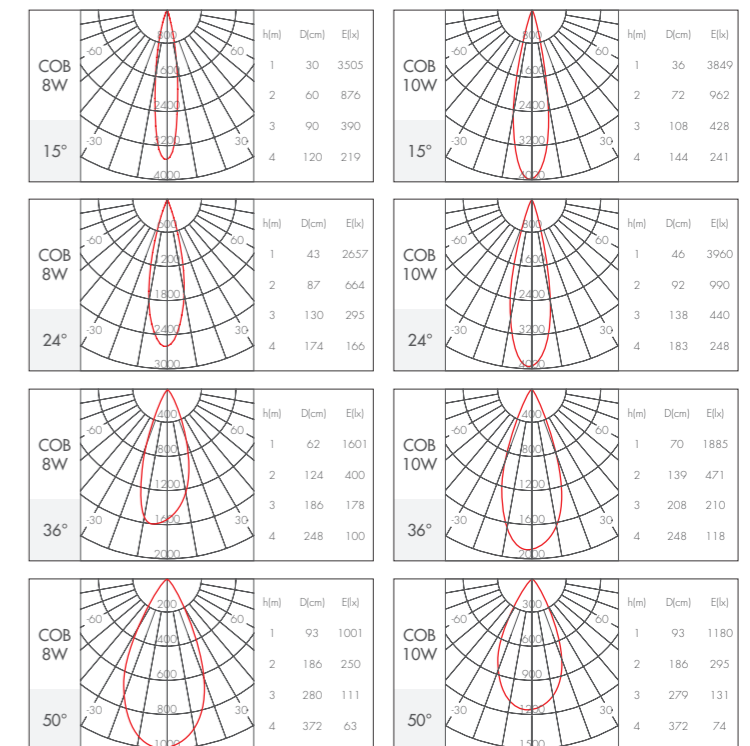 COB
8W
15°
800
1600
2400
3200
4000
-60
60
-30
30
h(m) D(cm) E(lx)
1 30 3505
2 60 876
3 90 390
4 120 219
COB
10W
15°
800
1600
2400
3200
4000
-60
60
-30
30
h(m) D(cm) E(lx)
1 36 3849
2 72 962
3 108 428
4 144 241
COB
8W
24°
600
1200
1800
2400
3000
-60
60
-30
30
h(m) D(cm) E(lx)
1 43 2657
2 87 664
3 130 295
4 174 166
COB
10W
24°
800
1600
2400
3200
4000
-60
60
-30
30
h(m) D(cm) E(lx)
1 46 3960
2 92 990
3 138 440
4 183 248
COB
8W
36°
400
800
1200
1600
2000
-60
60
-30
30
h(m) D(cm) E(lx)
1 62 1601
2 124 400
3 186 178
4 248 100
COB
10W
36°
400
800
1200
1600
2000
-60
60
-30
30
h(m) D(cm) E(lx)
1 70 1885
2 139 471
3 208 210
4 248 118
COB
8W
50°
200
400
600
800
1000
-60
60
-30
30
h(m) D(cm) E(lx)
1 93 1001
2 186 250
3 280 111
4 372 63
COB
10W
50°
300
600
900
1200
1500
-60
60
-30
30
h(m) D(cm) E(lx)
1 93 1180
2 186 295
3 279 131
4 372 74